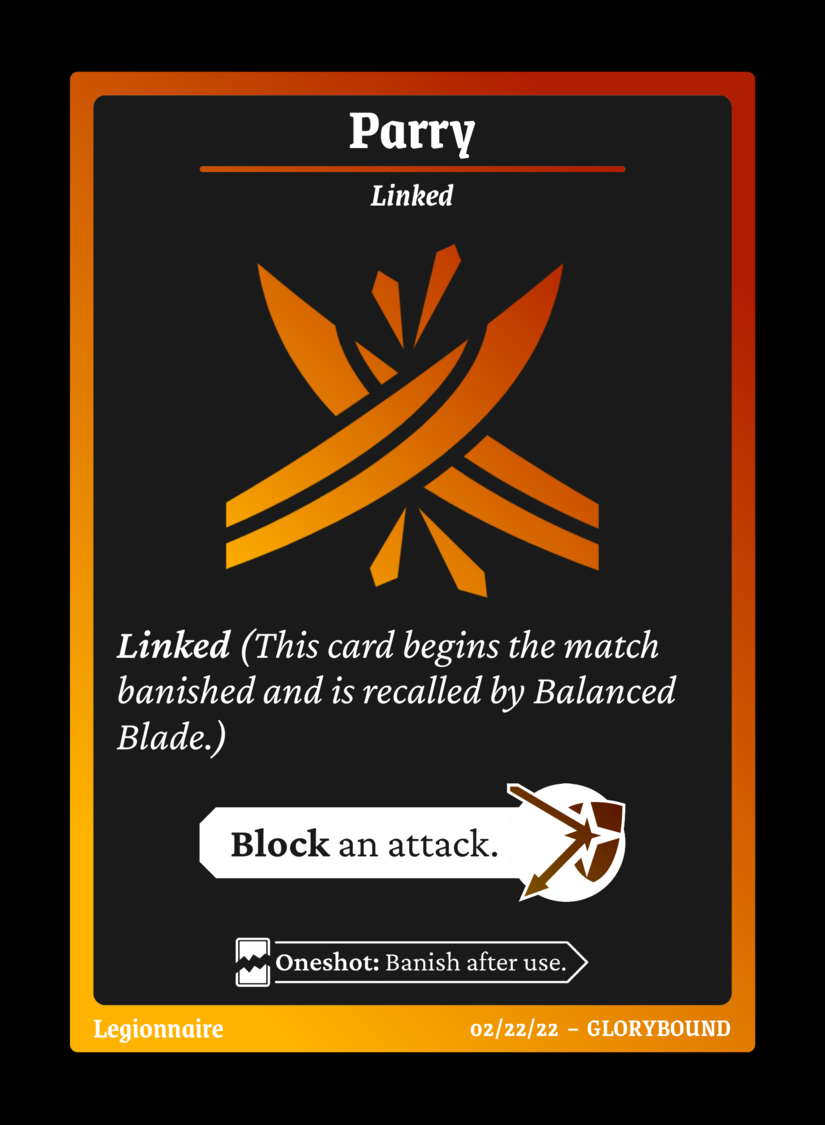 Parry
Linked
Linked (This card begins the match
banished and is recalled by Balanced
Blade.)
Block an attack.
Oneshot: Banish after use.
Legionnaire
02/22/22 – GLORYBOUND